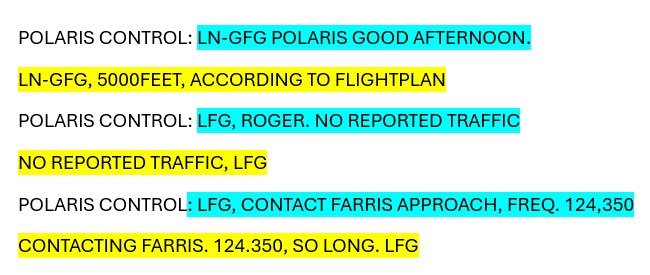 POLARIS CONTROL: LN-GFG POLARIS GOOD AFTERNOON.
LN-GFG, 5000FEET, ACCORDING TO FLIGHTPLAN
POLARIS CONTROL: LFG, ROGER. NO REPORTED TRAFFIC
NO REPORTED TRAFFIC, LFG
POLARIS CONTROL: LFG, CONTACT FARRIS APPROACH, FREQ. 124,350
CONTACTING FARRIS. 124.350, SO LONG. LFG